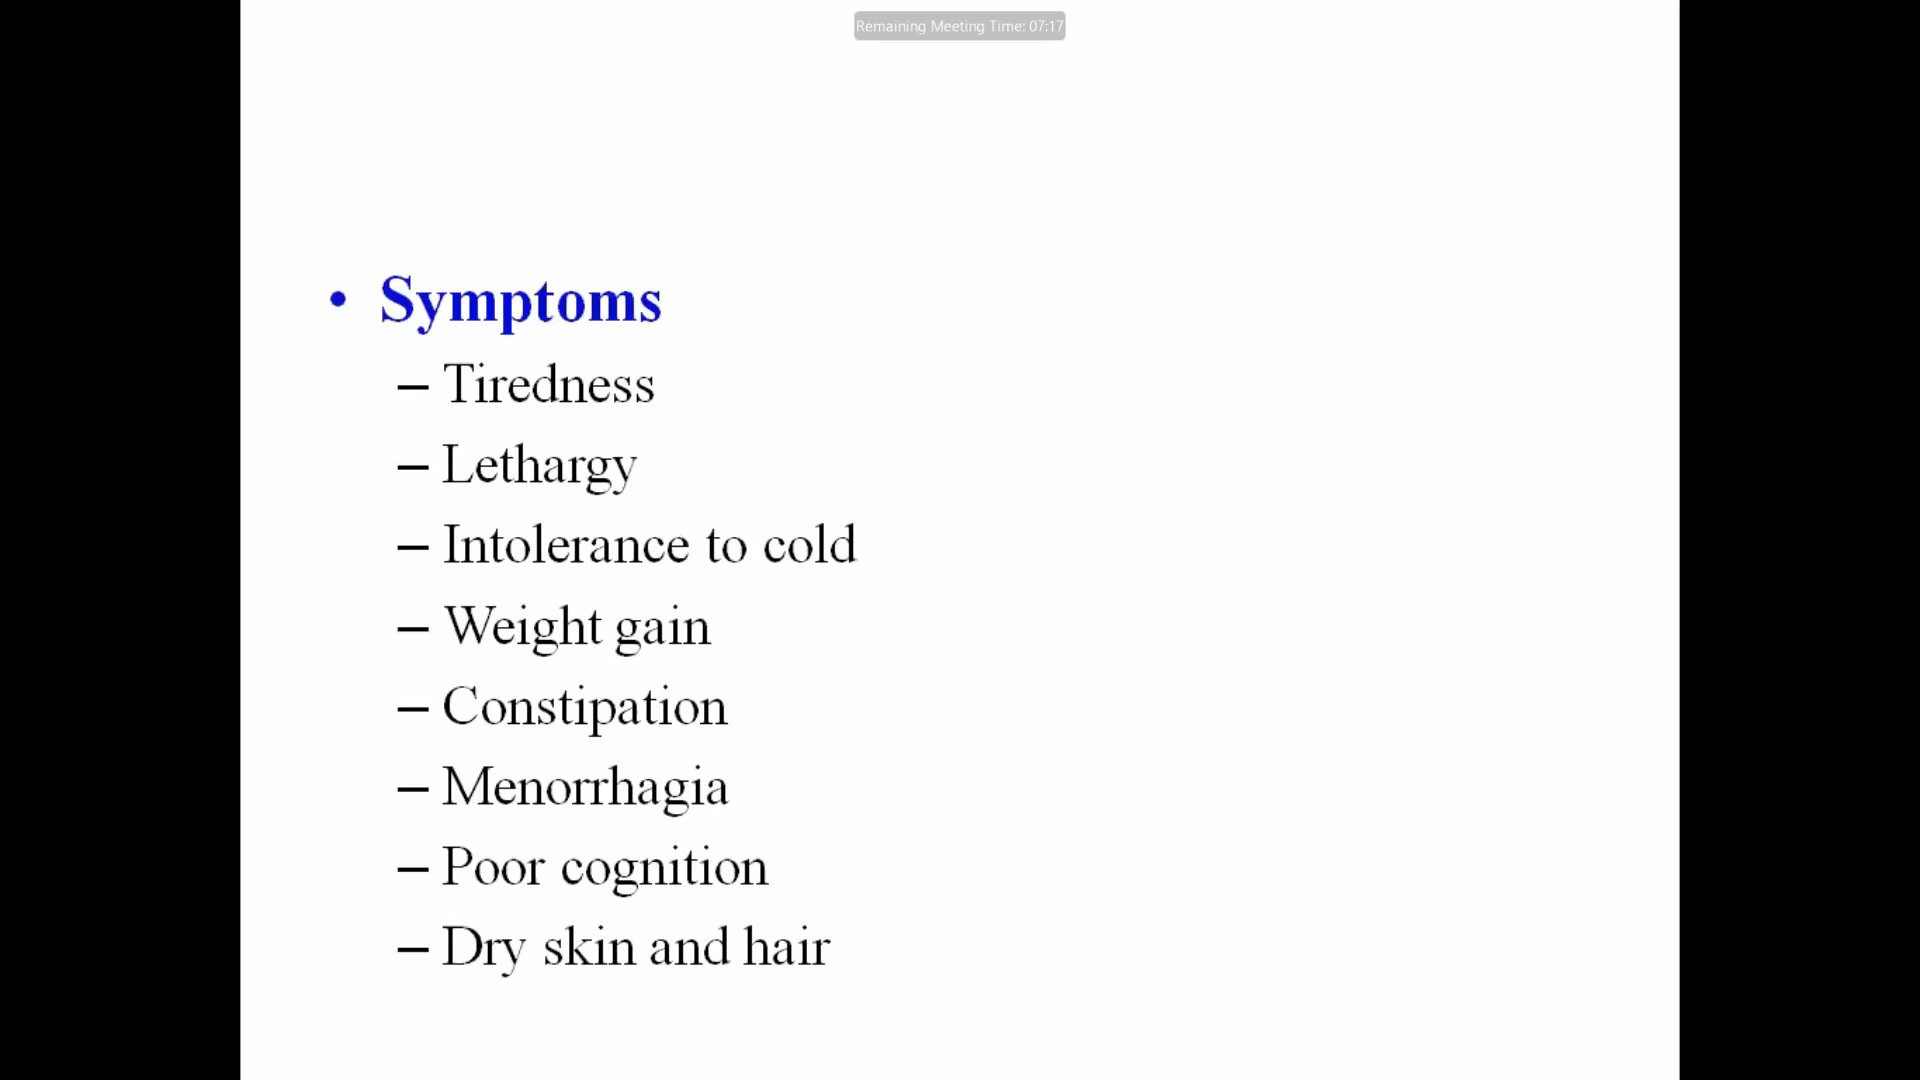 Remaining Meeting Time: 07:17
• Symptoms
– Tiredness
– Lethargy
– Intolerance to cold
– Weight gain
– Constipation
– Menorrhagia
– Poor cognition
– Dry skin and hair